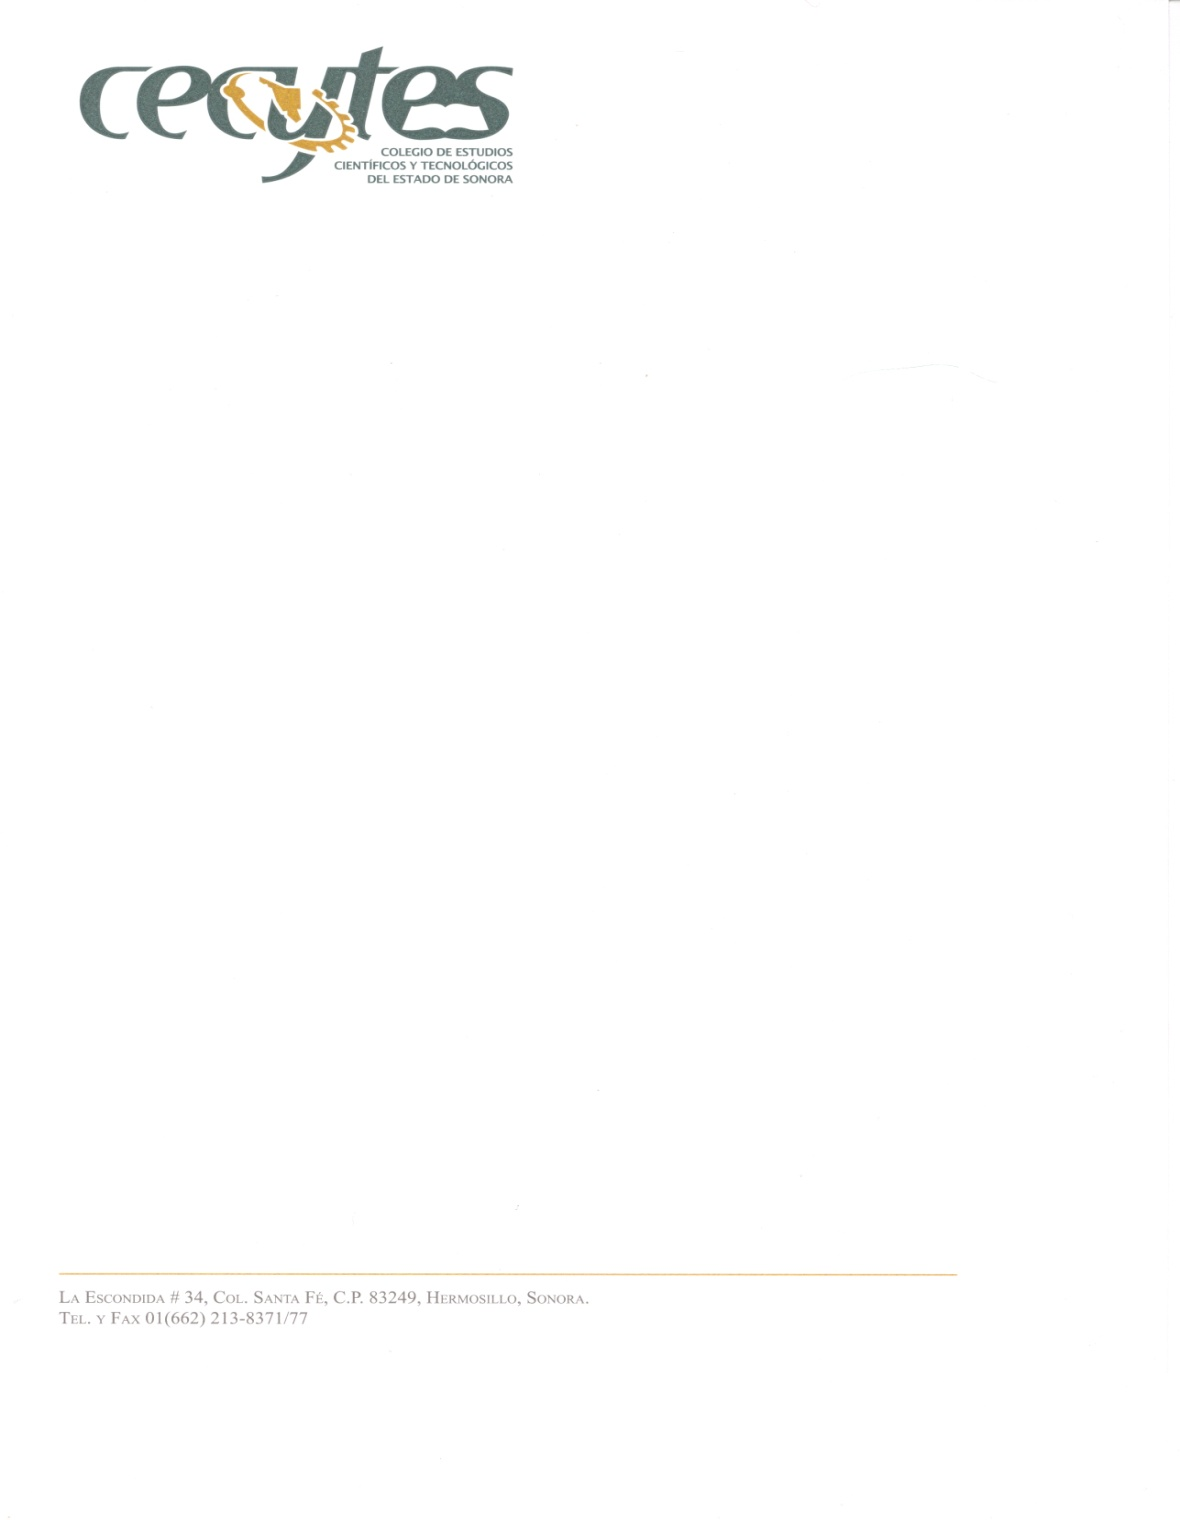 cecytes
COLEGIO DE ESTUDIOS
CIENTÍFICOS Y TECNOLÓGICOS
DEL ESTADO DE SONORA
LA ESCONDIDA # 34, COL. SANTA FÉ, C.P. 83249, HERMOSILLO, SONORA.
TEL. Y FAX 01(662) 213-8371/77